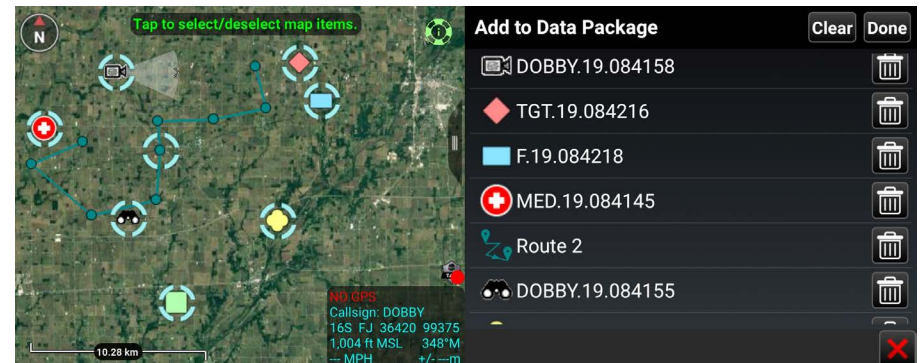 N
Tap to select/deselect map items.
NO GPS
Callsign: DOBBY
16S FJ 36420 99375
1,004 ft MSL 348°M
--- MPH +/----m
10.28 km
Add to Data Package
Clear
Done
DOBBY.19.084158
TGT.19.084216
F.19.084218
MED.19.084145
Route 2
DOBBY.19.084155